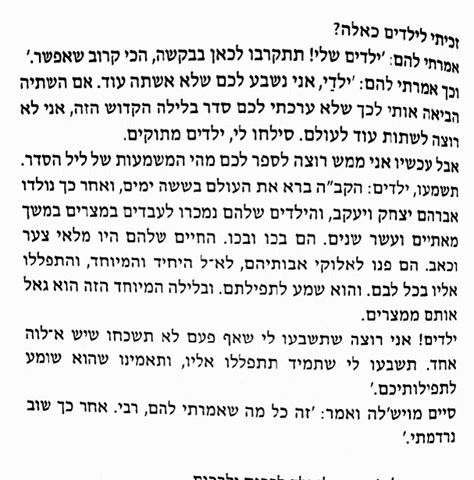 זכיתי לילדים כאלה?
אמרתי להם: 'ילדים שלי! תתקרבו לכאן בבקשה, הכי קרוב שאפשר.'
וכך אמרתי להם: 'ילדַי, אני נשבע לכם שלא אשתה עוד. אם השתיה
הביאה אותי לכך שלא ערכתי לכם סדר בלילה הקדוש הזה, אני לא
רוצה לשתות עוד לעולם. סילחו לי, ילדים מתוקים.
אבל עכשיו אני ממש רוצה לספר לכם מהי המשמעות של ליל הסדר.
תשמעו, ילדים: הקב"ה ברא את העולם בששה ימים, ואחר כך נולדו
אברהם יצחק ויעקב, והילדים שלהם נמכרו לעבדים במצרים במשך
מאתיים ועשר שנים. הם בכו ובכו. החיים שלהם היו מלאי צער
וכאב. הם פנו לאלוקי אבותיהם, לא־ל היחיד והמיוחד, והתפללו
אליו בכל לבם. והוא שמע לתפילתם. ובלילה המיוחד הזה הוא גאל
אותם ממצרים.
ילדים! אני רוצה שתשבעו לי שאף פעם לא תשכחו שיש א־לוה
אחד. תשבעו לי שתמיד תתפללו אליו, ותאמינו שהוא שומע
לתפילותיכם.'
סיים מויש'לה ואמר: 'זה כל מה שאמרתי להם, רבי. אחר כך שוב
נרדמתי.'